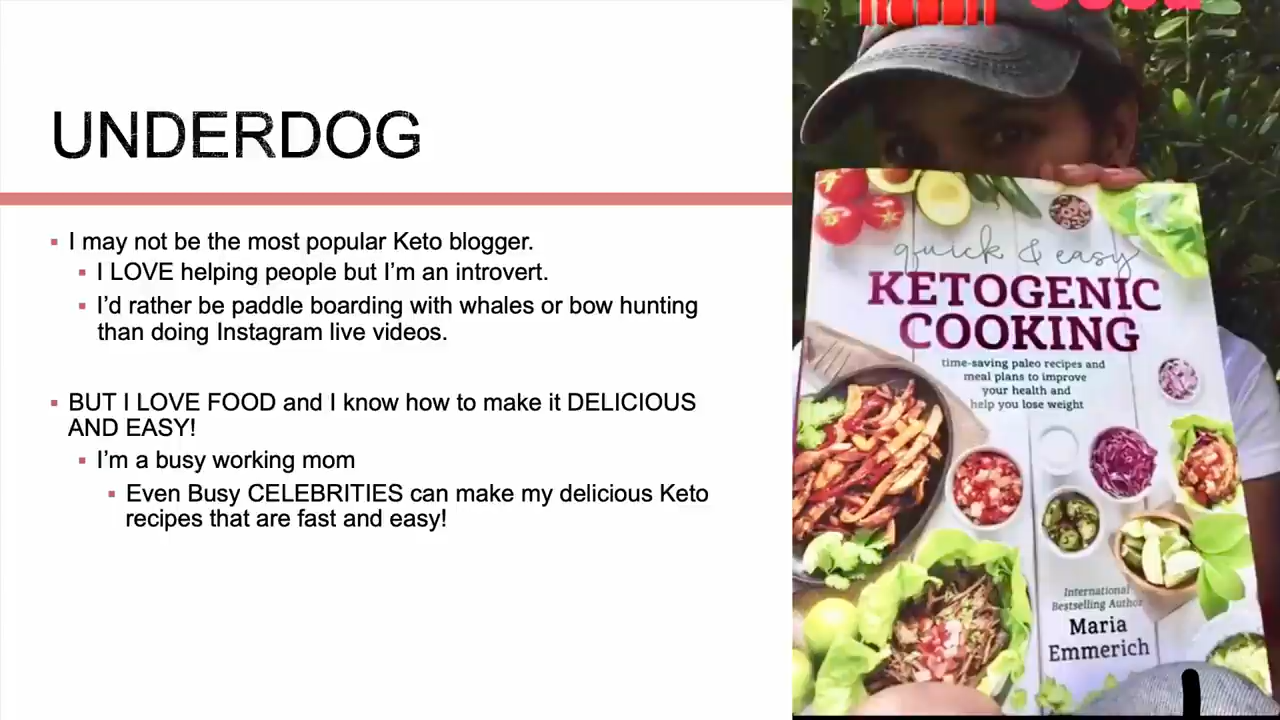 UNDERDOG
▪ I may not be the most popular Keto blogger.
▪ I LOVE helping people but I’m an introvert.
▪ I’d rather be paddle boarding with whales or bow hunting
than doing Instagram live videos.
▪ BUT I LOVE FOOD and I know how to make it DELICIOUS
AND EASY!
▪ I’m a busy working mom
▪ Even Busy CELEBRITIES can make my delicious Keto
recipes that are fast and easy!
quick & easy
KETOGENIC
COOKING
time-saving paleo recipes and
meal plans to improve
your health and
help you lose weight
International
Bestselling Author
Maria
Emmerich